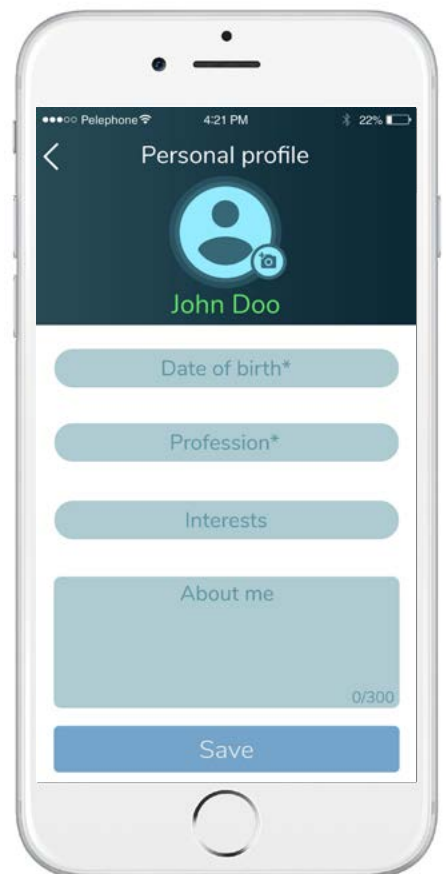 Pelephone 4:21 PM 22%
Personal profile
John Doo
Date of birth*
Profession*
Interests
About me
0/300
Save